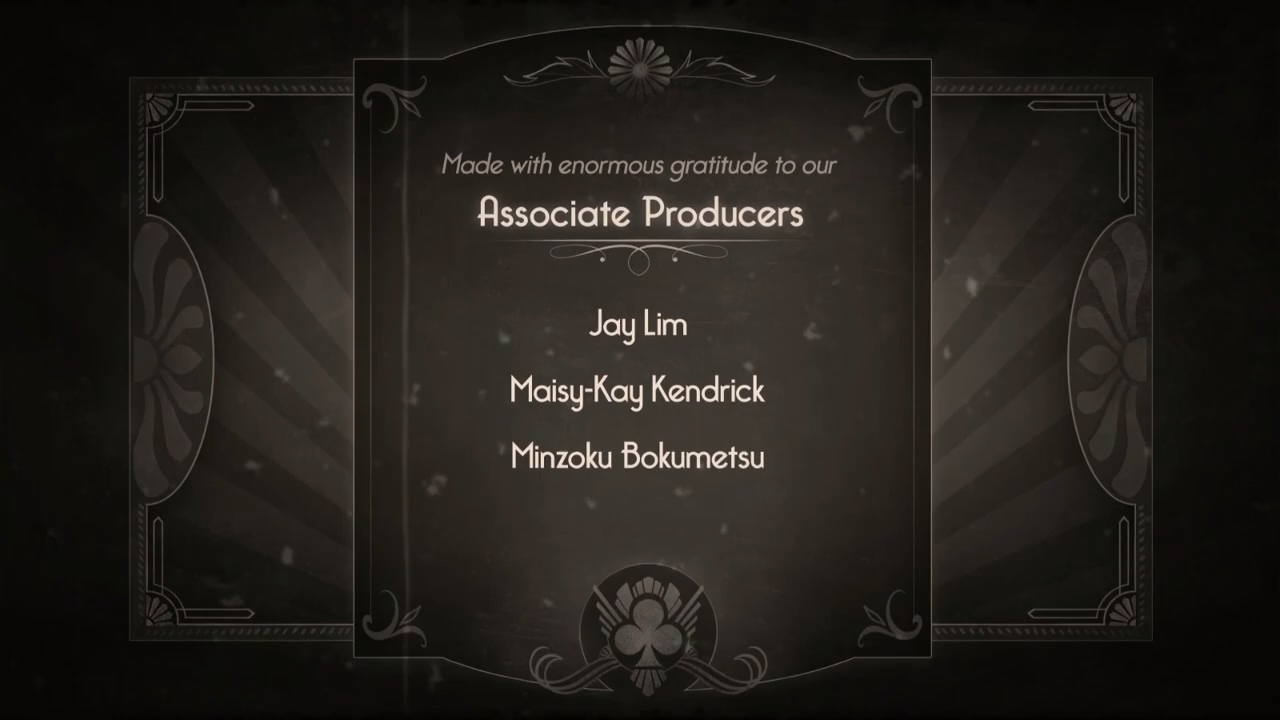 Made with enormous gratitude to our
Associate Producers
Jay Lim
Maisy-Kay Kendrick
Minzoku Bokumetsu